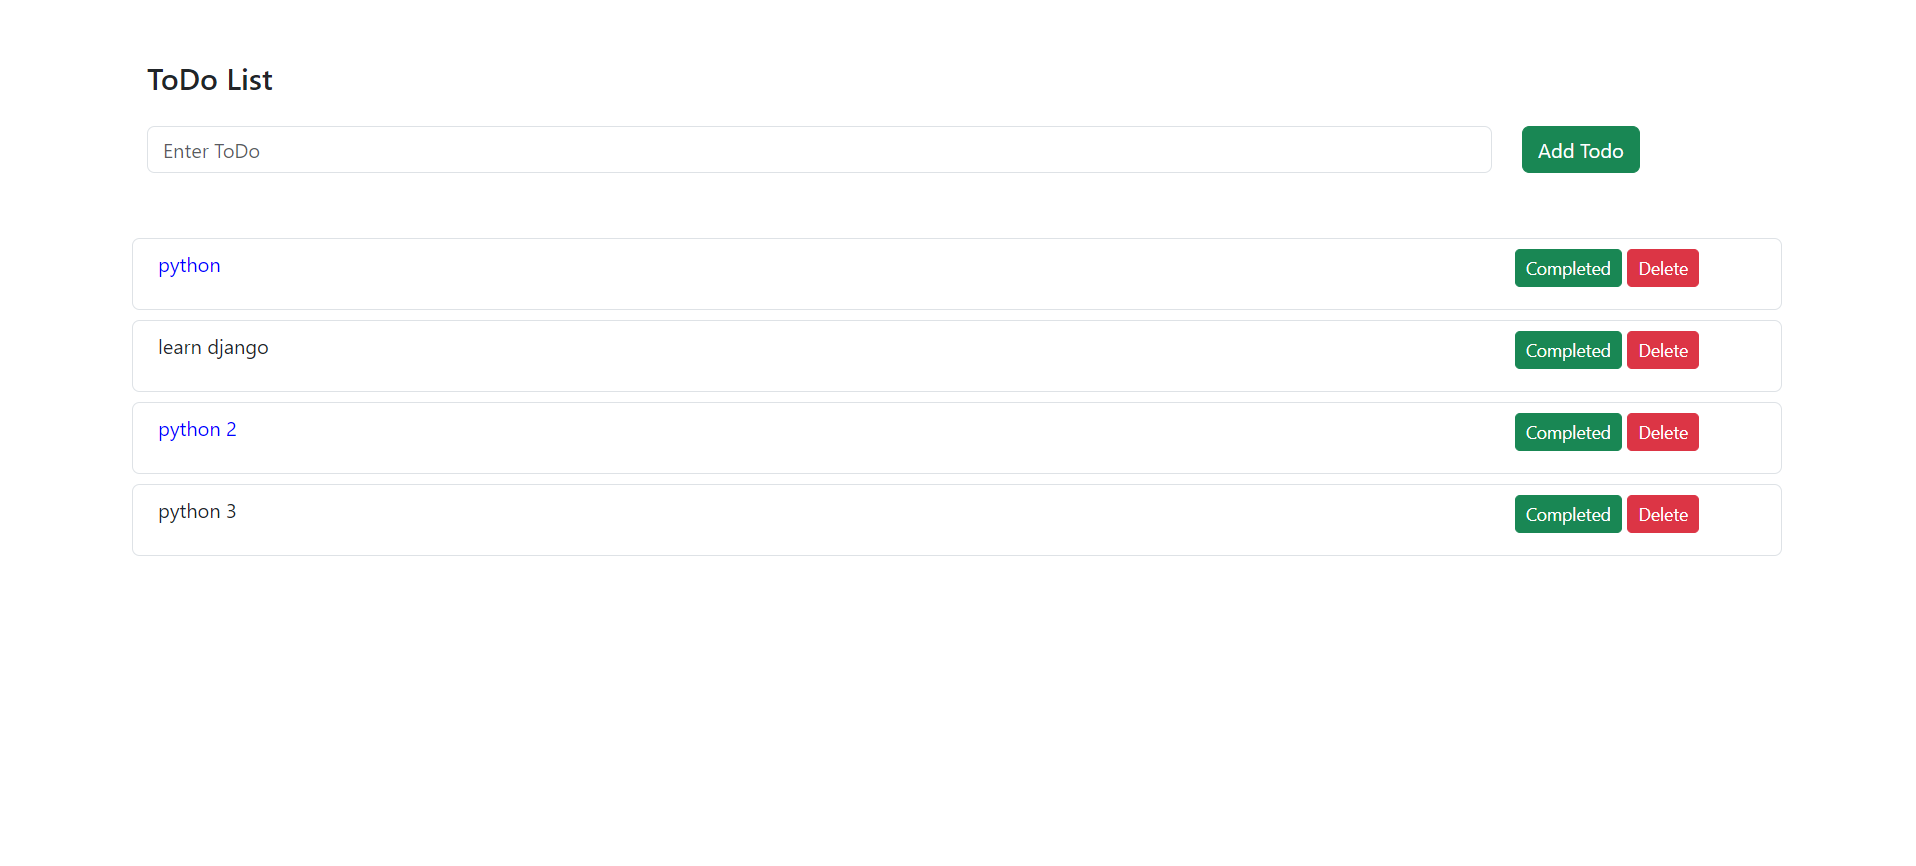 ToDo List
Enter ToDo Add Todo
python Completed Delete
learn django Completed Delete
python 2 Completed Delete
python 3 Completed Delete